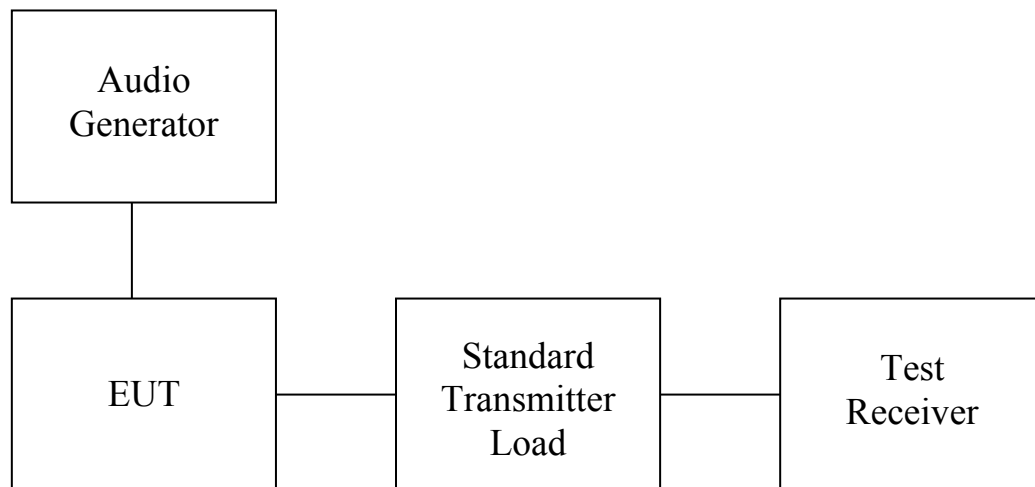 Audio
Generator
EUT
Standard
Transmitter
Load
Test
Receiver